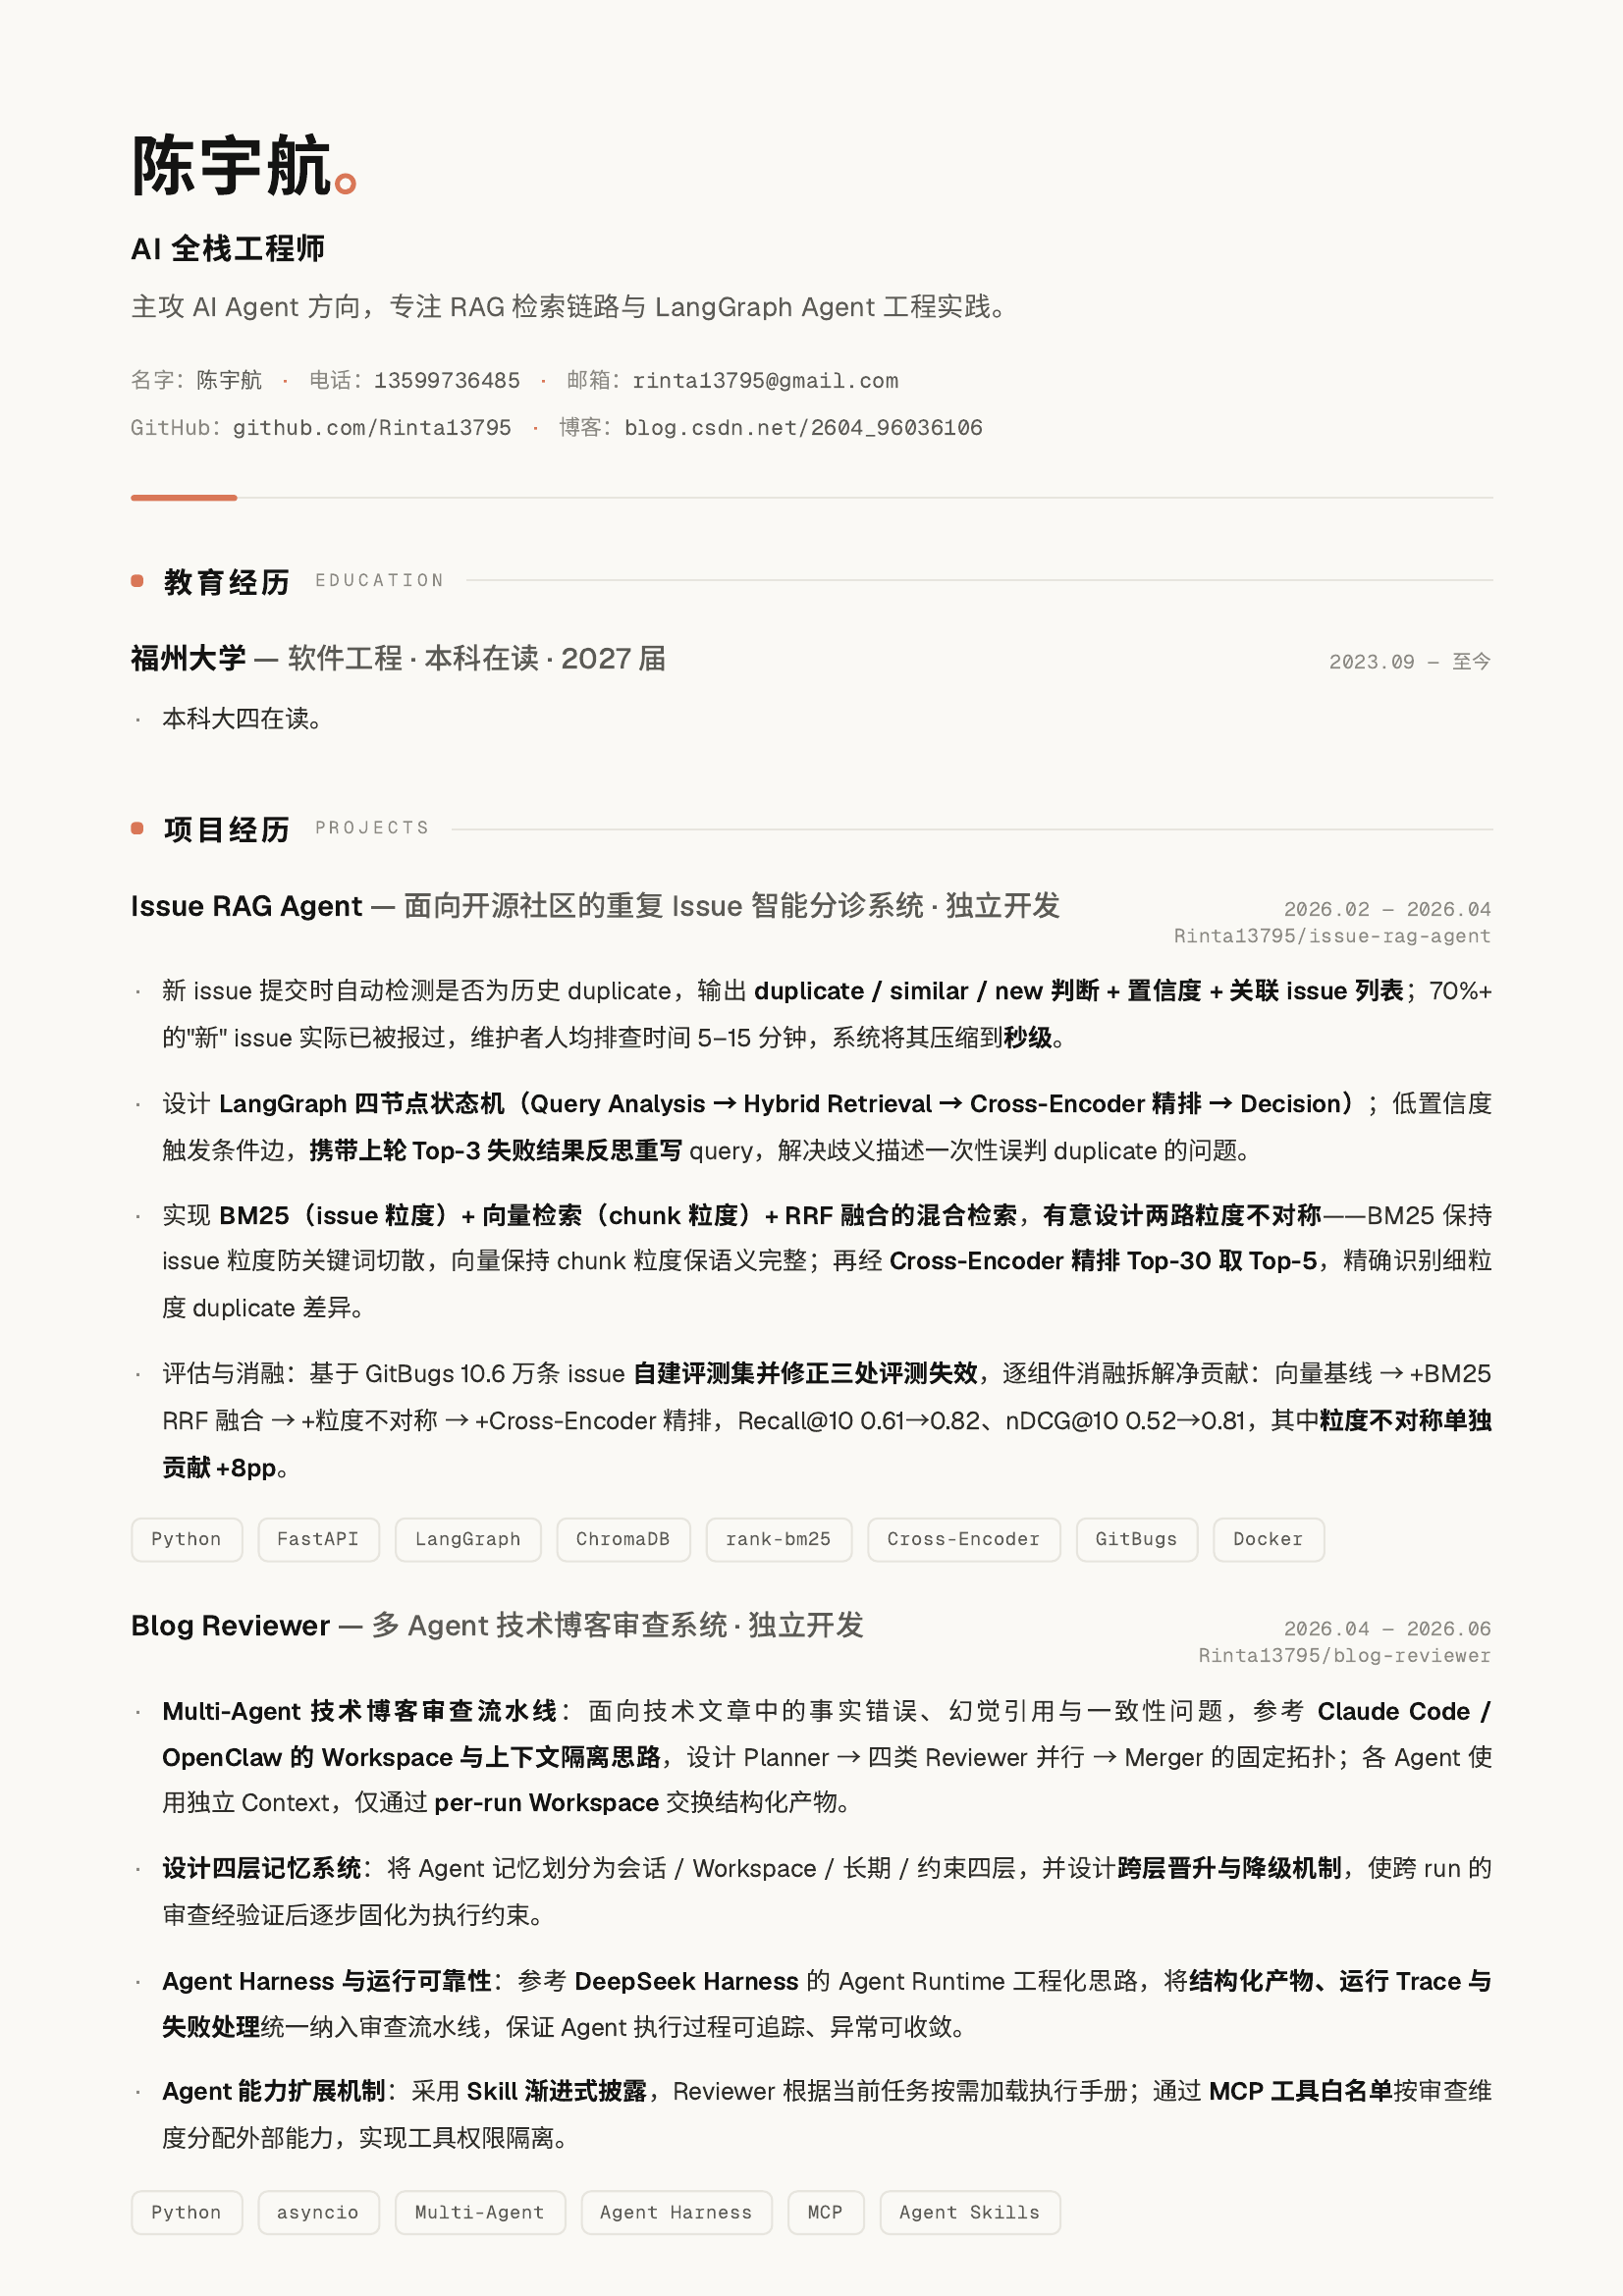 陈宇航。
AI 全栈工程师
主攻 AI Agent 方向，专注 RAG 检索链路与 LangGraph Agent 工程实践。
名字：陈宇航 · 电话：13599736485 · 邮箱：rinta13795@gmail.com
GitHub：github.com/Rinta13795 · 博客：blog.csdn.net/2604_96036106
教育经历 EDUCATION
福州大学 — 软件工程 · 本科在读 · 2027 届 2023.09 — 至今
· 本科大四在读。
项目经历 PROJECTS
Issue RAG Agent — 面向开源社区的重复 Issue 智能分诊系统 · 独立开发 2026.02 — 2026.04
Rinta13795/issue-rag-agent
· 新 issue 提交时自动检测是否为历史 duplicate，输出 duplicate / similar / new 判断 + 置信度 + 关联 issue 列表；70%+
的"新" issue 实际已被报过，维护者人均排查时间 5–15 分钟，系统将其压缩到秒级。
· 设计 LangGraph 四节点状态机（Query Analysis → Hybrid Retrieval → Cross-Encoder 精排 → Decision）；低置信度
触发条件边，携带上轮 Top-3 失败结果反思重写 query，解决歧义描述一次性误判 duplicate 的问题。
· 实现 BM25（issue 粒度）+ 向量检索（chunk 粒度）+ RRF 融合的混合检索，有意设计两路粒度不对称——BM25 保持
issue 粒度防关键词切散，向量保持 chunk 粒度保语义完整；再经 Cross-Encoder 精排 Top-30 取 Top-5，精确识别细粒
度 duplicate 差异。
· 评估与消融：基于 GitBugs 10.6 万条 issue 自建评测集并修正三处评测失效，逐组件消融拆解净贡献：向量基线 → +BM25
RRF 融合 → +粒度不对称 → +Cross-Encoder 精排，Recall@10 0.61→0.82、nDCG@10 0.52→0.81，其中粒度不对称单独
贡献 +8pp。
Python FastAPI LangGraph ChromaDB rank-bm25 Cross-Encoder GitBugs Docker
Blog Reviewer — 多 Agent 技术博客审查系统 · 独立开发 2026.04 — 2026.06
Rinta13795/blog-reviewer
· Multi-Agent 技术博客审查流水线：面向技术文章中的事实错误、幻觉引用与一致性问题，参考 Claude Code /
OpenClaw 的 Workspace 与上下文隔离思路，设计 Planner → 四类 Reviewer 并行 → Merger 的固定拓扑；各 Agent 使
用独立 Context，仅通过 per-run Workspace 交换结构化产物。
· 设计四层记忆系统：将 Agent 记忆划分为会话 / Workspace / 长期 / 约束四层，并设计跨层晋升与降级机制，使跨 run 的
审查经验证后逐步固化为执行约束。
· Agent Harness 与运行可靠性：参考 DeepSeek Harness 的 Agent Runtime 工程化思路，将结构化产物、运行 Trace 与
失败处理统一纳入审查流水线，保证 Agent 执行过程可追踪、异常可收敛。
· Agent 能力扩展机制：采用 Skill 渐进式披露，Reviewer 根据当前任务按需加载执行手册；通过 MCP 工具白名单按审查维
度分配外部能力，实现工具权限隔离。
Python asyncio Multi-Agent Agent Harness MCP Agent Skills